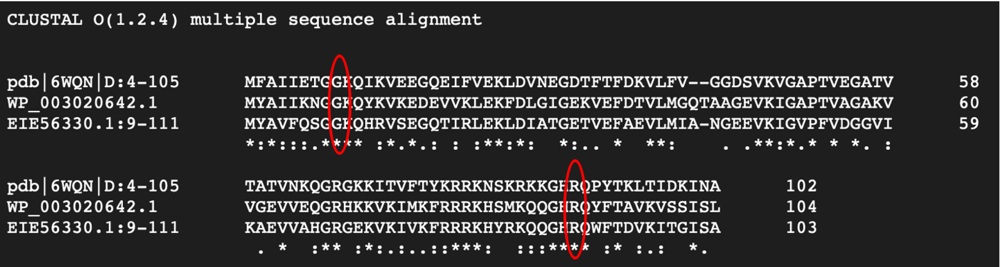 CLUSTAL O(1.2.4) multiple sequence alignment
pdb|6WQN|D:4-105 MFAIIETGGKQIKVEEGQEIFVEKLDVNEGDTFTFDKVLFV--GGDSVKVGAPTVEGATV 58
WP_003020642.1 MYAIIKNGGKQYKVKEDEVVKLEKFDLGIGEKVEFDTVLMGQTAAGEVKIGAPTVAGAKV 60
EIE56330.1:9-111 MYAVFQSGGKQHRVSEGQTIRLEKLDIATGETVEFAEVLMIA-NGEEVKIGVPFVDGGVI 59
*:*:::.**** :*.*.: : :**:*:   *:.. *  **:     . .**:*.* * *. :
pdb|6WQN|D:4-105 TATVNKQGRGKKITVFTYKRRKNSKRKKGHRQPYTKLTIDKINA 102
WP_003020642.1 VGEVVEQGRHKKVKIMKFRRRKHSMKQQGHRQYFTAVKVSSISL 104
EIE56330.1:9-111 KAEVVAHGRGEKVKIVKFRRRKHYRKQQGHRQWFTDVKITGISA 103
. *  :** :*:.:..::***:  :::**** :* :.:  *.